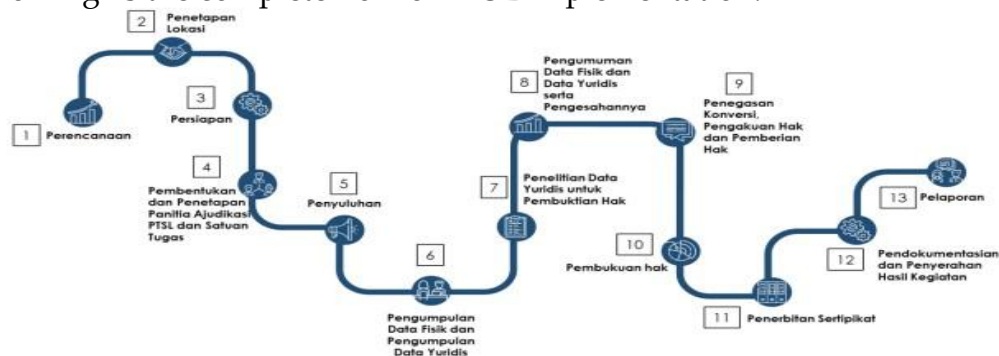 1
Perencanaan
2
Penetapan
Lokasi
3
Persiapan
4
Pembentukan
dan Penetapan
Panitia Ajudikasi
PTSL dan Satuan
Tugas
5
Penyuluhan
6
Pengumpulan
Data Fisik dan
Pengumpulan
Data Yuridis
7
Penelitian Data
Yuridis untuk
Pembuktian Hak
8
Pengumuman
Data Fisik dan
Data Yuridis
serta
Pengesahannya
9
Penegasan
Konversi,
Pengakuan Hak
dan Pemberian
Hak
10
Pembukuan hak
11
Penerbitan Sertipikat
12
Pendokumentasian
dan Penyerahan
Hasil Kegiatan
13
Pelaporan